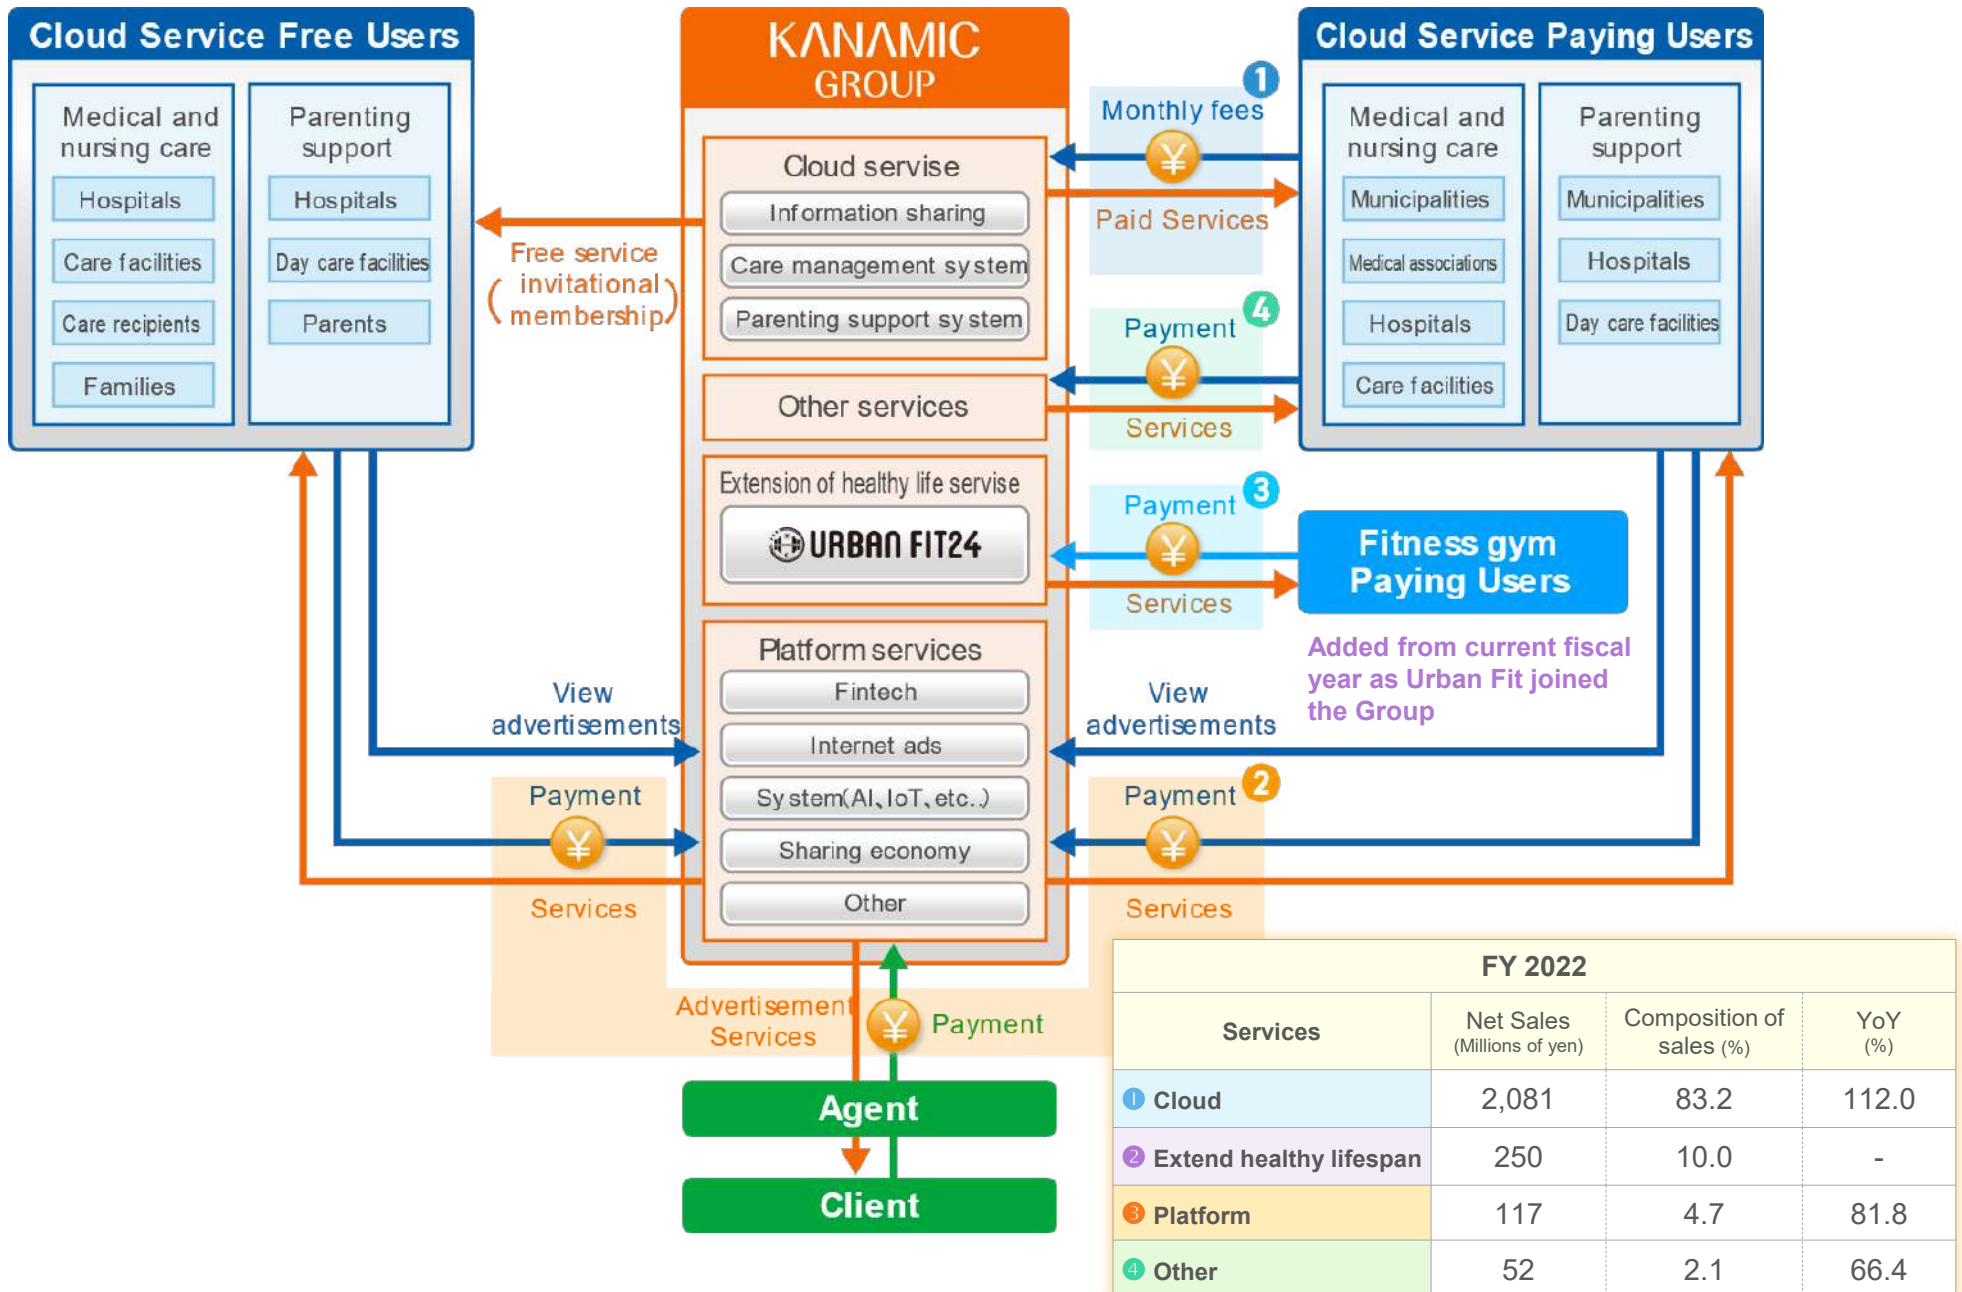 Cloud Service Free Users
Medical and
nursing care
Hospitals
Care facilities
Care recipients
Families
Parenting
support
Hospitals
Day care facilities
Parents
Free service
( invitational )
membership
KANAMIC
GROUP
Cloud servise
Information sharing
Care management system
Parenting support system
Other services
Extension of healthy life servise
URBAN FIT24
Platform services
Fintech
Internet ads
System(AI、IoT、etc..)
Sharing economy
Other
1
Monthly fees
¥
Paid Services
4
Payment
¥
Services
3
Payment
¥
Services
Cloud Service Paying Users
Medical and
nursing care
Municipalities
Medical associations
Hospitals
Care facilities
Parenting
support
Municipalities
Hospitals
Day care facilities
Fitness gym
Paying Users
Added from current fiscal
year as Urban Fit joined
the Group
View
advertisements
Payment
¥
Services
View
advertisements
2
Payment
¥
Services
Advertisement
Services
¥
Payment
Agent
Client
FY 2022
Services
Net Sales
(Millions of yen)
Composition of
sales (%)
YoY
(%)
1 Cloud 2,081 83.2 112.0
2 Extend healthy lifespan 250 10.0 -
3 Platform 117 4.7 81.8
4 Other 52 2.1 66.4